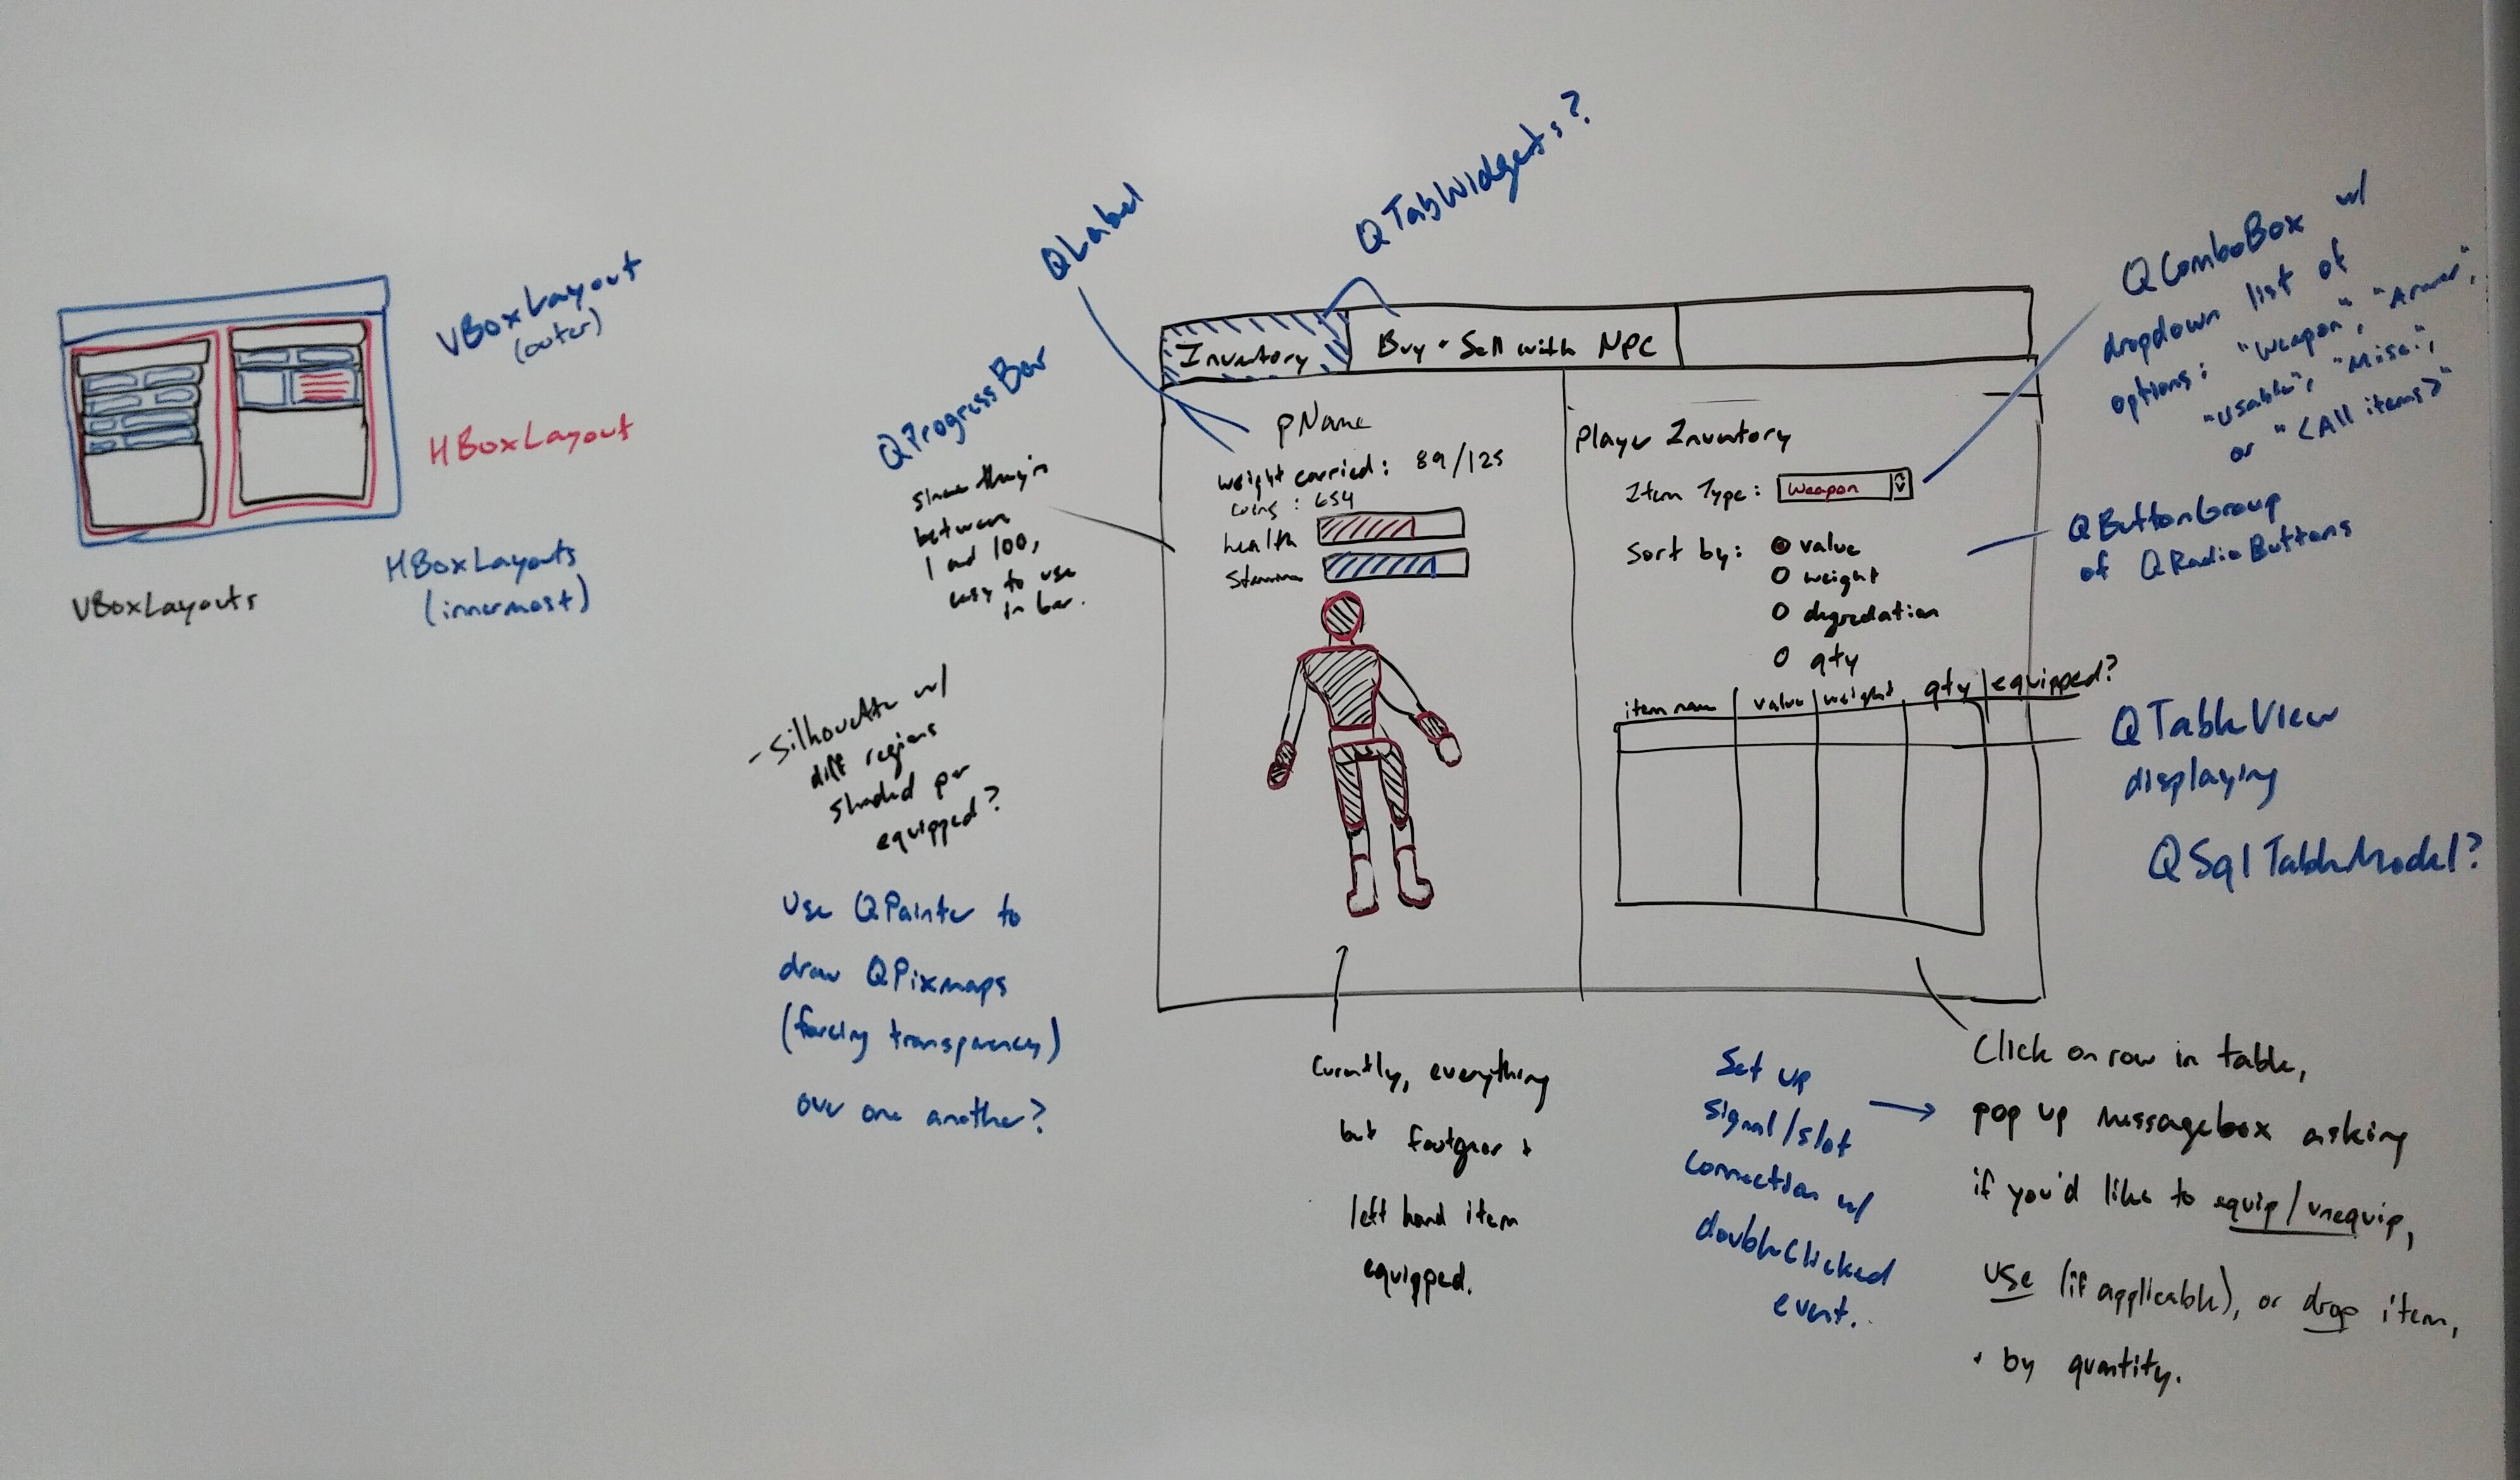 VBoxLayout
(outer)
HBoxLayout
HBoxLayouts
(innermost)
VBoxLayouts
QLabel
QTabWidgets?
QProgressBar
since they're
between
1 and 100,
easy to use
in bar.
- Silhouette w/
diff regions
shaded per
equipped?
Use QPainter to
draw QPixmaps
(forcing transparency)
over one another?
Inventory
Buy + Sell with NPC
pName
weight carried: 89/125
coins: 654
health
Stamina
Player Inventory
Item Type: Weapon
Sort by: value
weight
degredation
qty
item name value weight qty equipped?
QComboBox w/
dropdown list of
options: "Weapon", "Armor",
"Usable", "Misc.",
or "<All items>"
QButtonGroup
of QRadioButtons
QTableView
displaying
QSqlTableModel?
Currently, everything
but footgear +
left hand item
equipped.
Set up
signal/slot
connection w/
doubleClicked
event.
Click on row in table,
pop up messagebox asking
if you'd like to equip/unequip,
use (if applicable), or drop item,
+ by quantity.